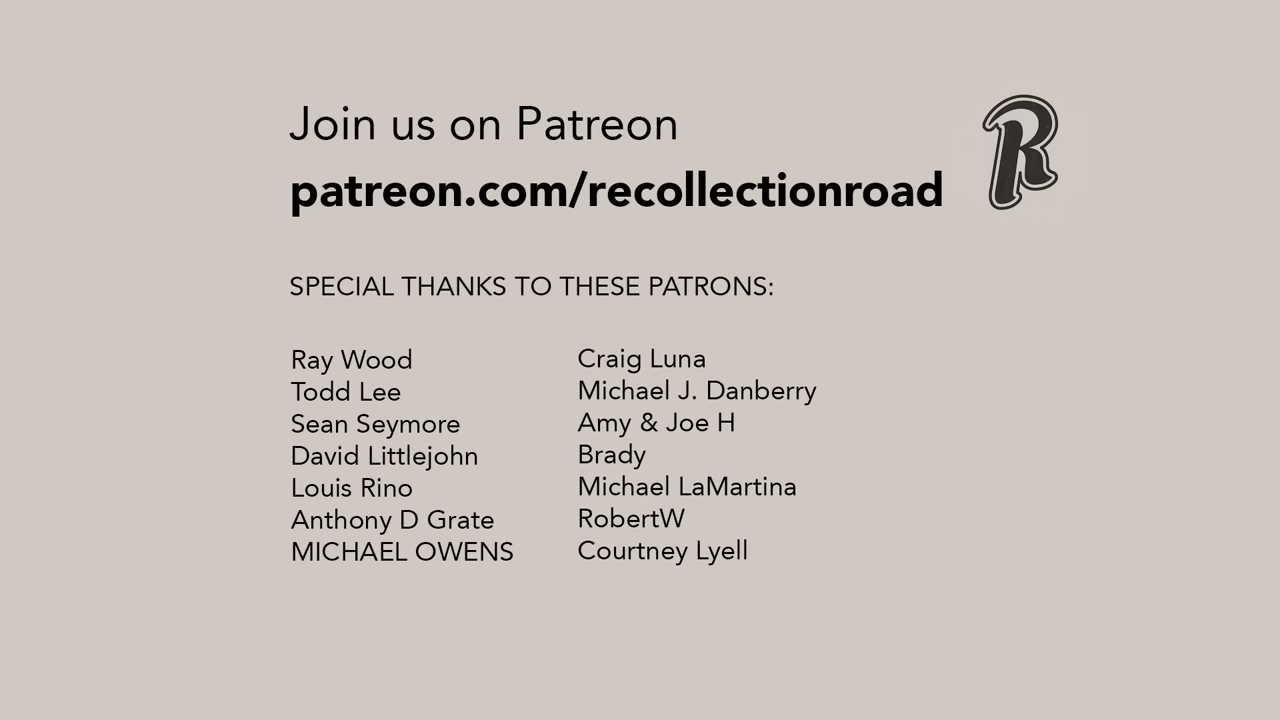 Join us on Patreon
patreon.com/recollectionroad
R
SPECIAL THANKS TO THESE PATRONS:
Ray Wood
Todd Lee
Sean Seymore
David Littlejohn
Louis Rino
Anthony D Grate
MICHAEL OWENS
Craig Luna
Michael J. Danberry
Amy & Joe H
Brady
Michael LaMartina
RobertW
Courtney Lyell